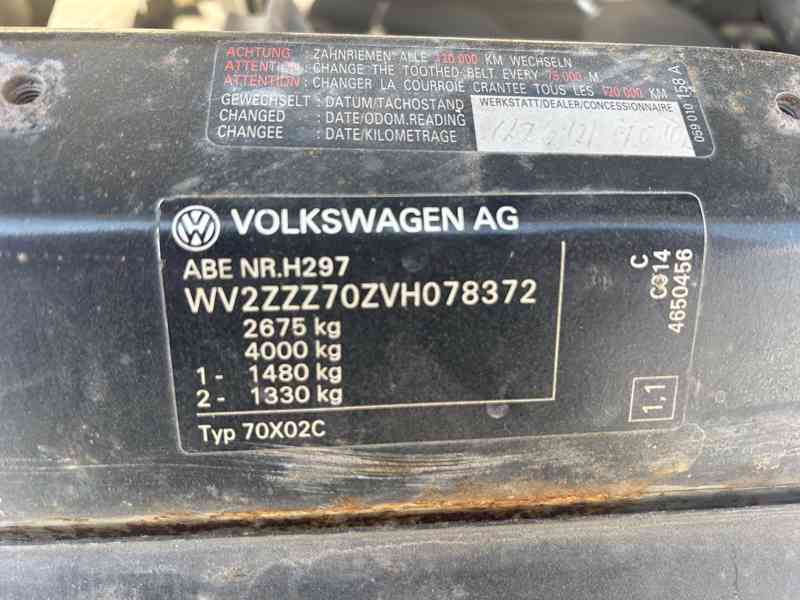 ACHTUNG : ZAHNRIEMEN ALLE 120.000 KM WECHSELN
ATTENTION : CHANGE THE TOOTHED BELT EVERY 75.000 M
ATTENTION : CHANGER LA COURROIE CRANTEE TOUS LES 120.000 KM
GEWECHSELT : DATUM/TACHOSTAND
CHANGED : DATE/ODOM.READING
CHANGEE : DATE/KILOMETRAGE
WERKSTATT/DEALER/CONCESSIONNAIRE
059 010 158 A
VOLKSWAGEN AG
ABE NR.H297
WV2ZZZ70ZVH078372
2675 kg
4000 kg
1 - 1480 kg
2 - 1330 kg
Typ 70X02C
C
C314
4650456
1,1